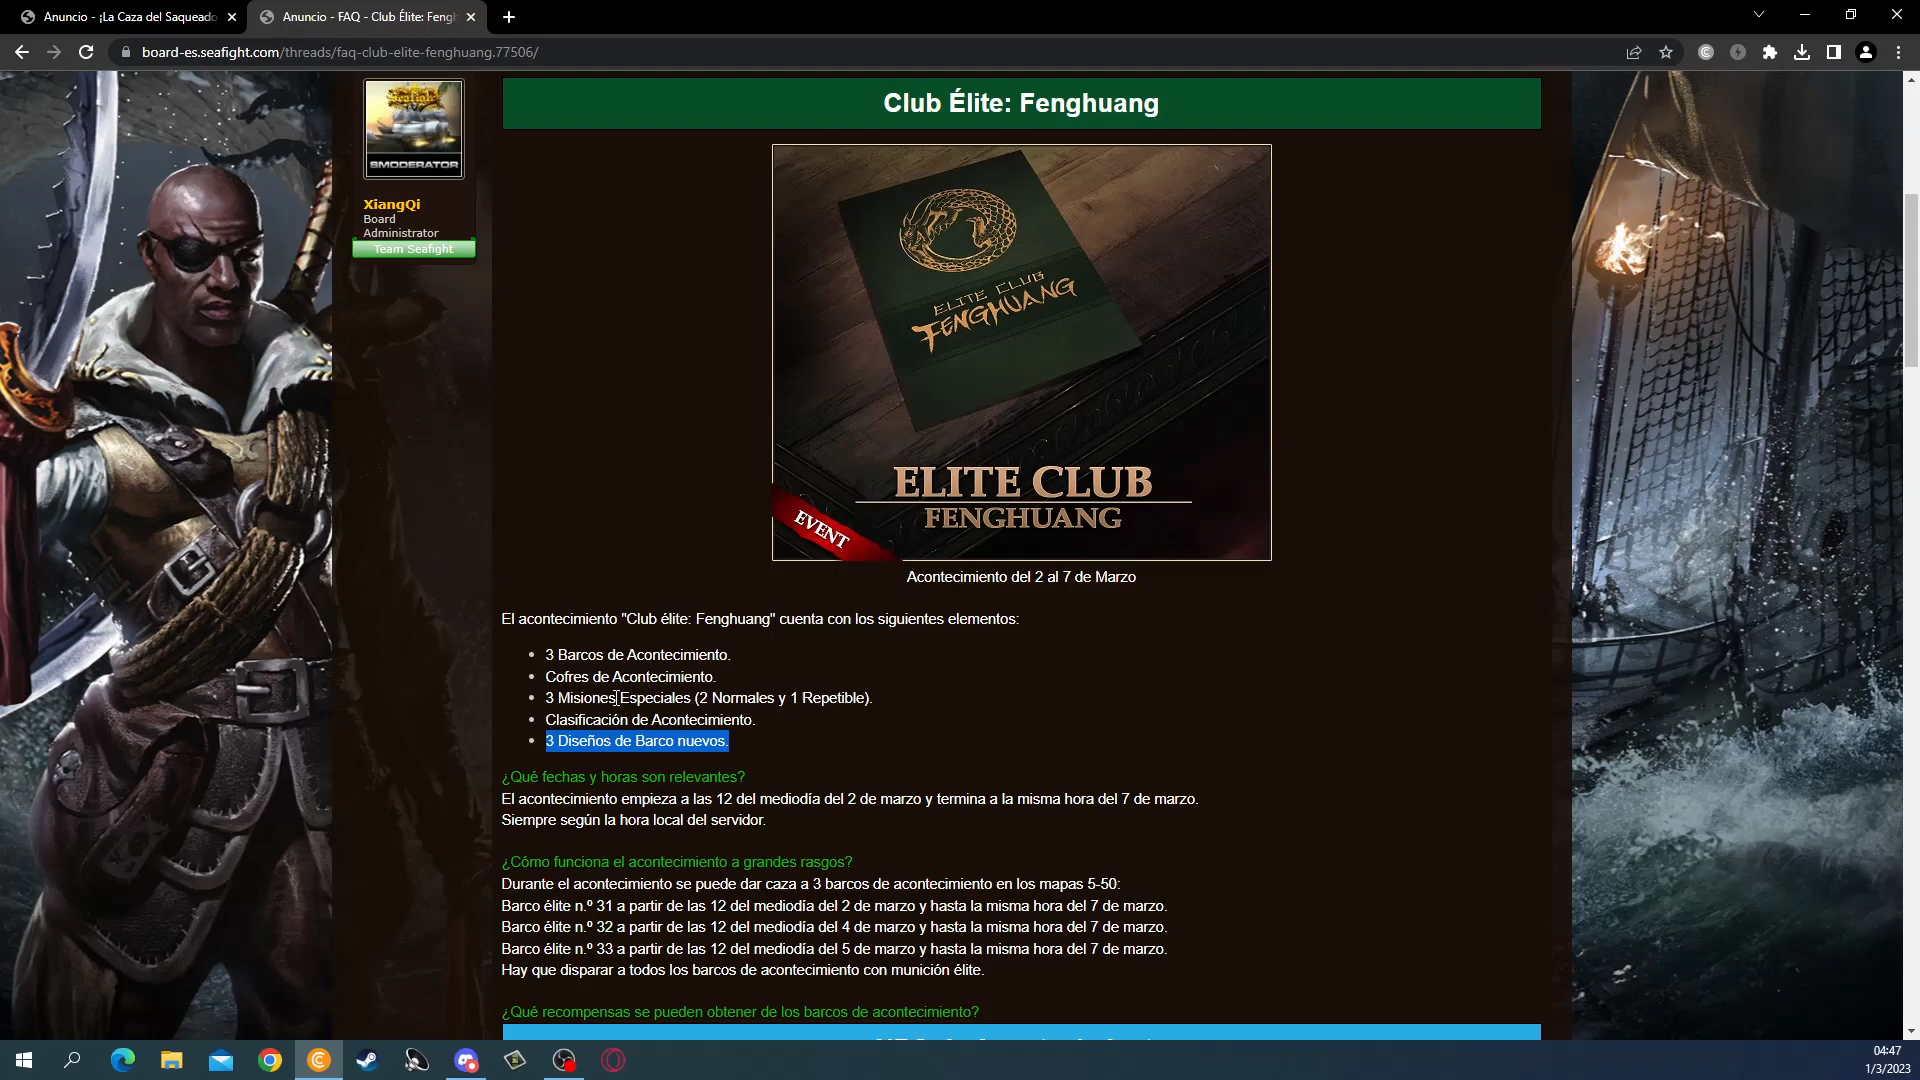 Anuncio - ¡La Caza del Saqueado
Anuncio - FAQ - Club Élite: Feng
board-es.seafight.com/threads/faq-club-elite-fenghuang.77506/
Seafight
SMODERATOR
XiangQi
Board
Administrator
Team Seafight
Club Élite: Fenghuang
ELITE CLUB
FENGHUANG
ELITE CLUB
FENGHUANG
EVENT
Acontecimiento del 2 al 7 de Marzo
El acontecimiento "Club élite: Fenghuang" cuenta con los siguientes elementos:
• 3 Barcos de Acontecimiento.
• Cofres de Acontecimiento.
• 3 Misiones Especiales (2 Normales y 1 Repetible).
• Clasificación de Acontecimiento.
• 3 Diseños de Barco nuevos.
¿Qué fechas y horas son relevantes?
El acontecimiento empieza a las 12 del mediodía del 2 de marzo y termina a la misma hora del 7 de marzo.
Siempre según la hora local del servidor.
¿Cómo funciona el acontecimiento a grandes rasgos?
Durante el acontecimiento se puede dar caza a 3 barcos de acontecimiento en los mapas 5-50:
Barco élite n.º 31 a partir de las 12 del mediodía del 2 de marzo y hasta la misma hora del 7 de marzo.
Barco élite n.º 32 a partir de las 12 del mediodía del 4 de marzo y hasta la misma hora del 7 de marzo.
Barco élite n.º 33 a partir de las 12 del mediodía del 5 de marzo y hasta la misma hora del 7 de marzo.
Hay que disparar a todos los barcos de acontecimiento con munición élite.
¿Qué recompensas se pueden obtener de los barcos de acontecimiento?
04:47
1/3/2023